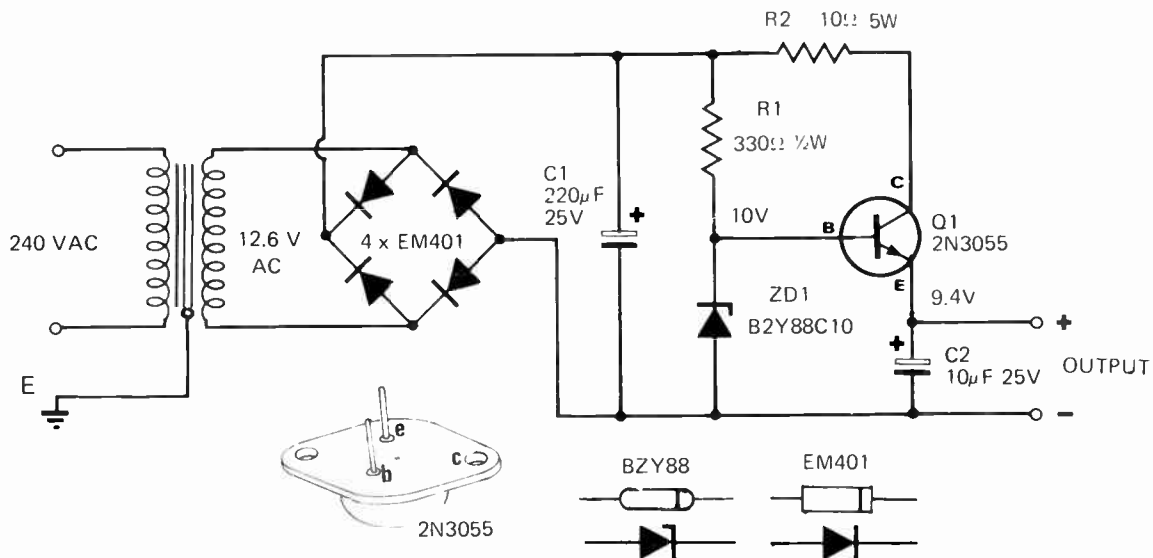 R2 10Ω 5W
R1
330Ω ½W
C1
220µF
25V
+
10V
B
C
E
Q1
2N3055
240 VAC
12.6 V
AC
4 x EM401
ZD1
B2Y88C10
9.4V
+
C2
10µF 25V
+
OUTPUT
−
E
e
b
c
2N3055
BZY88
EM401